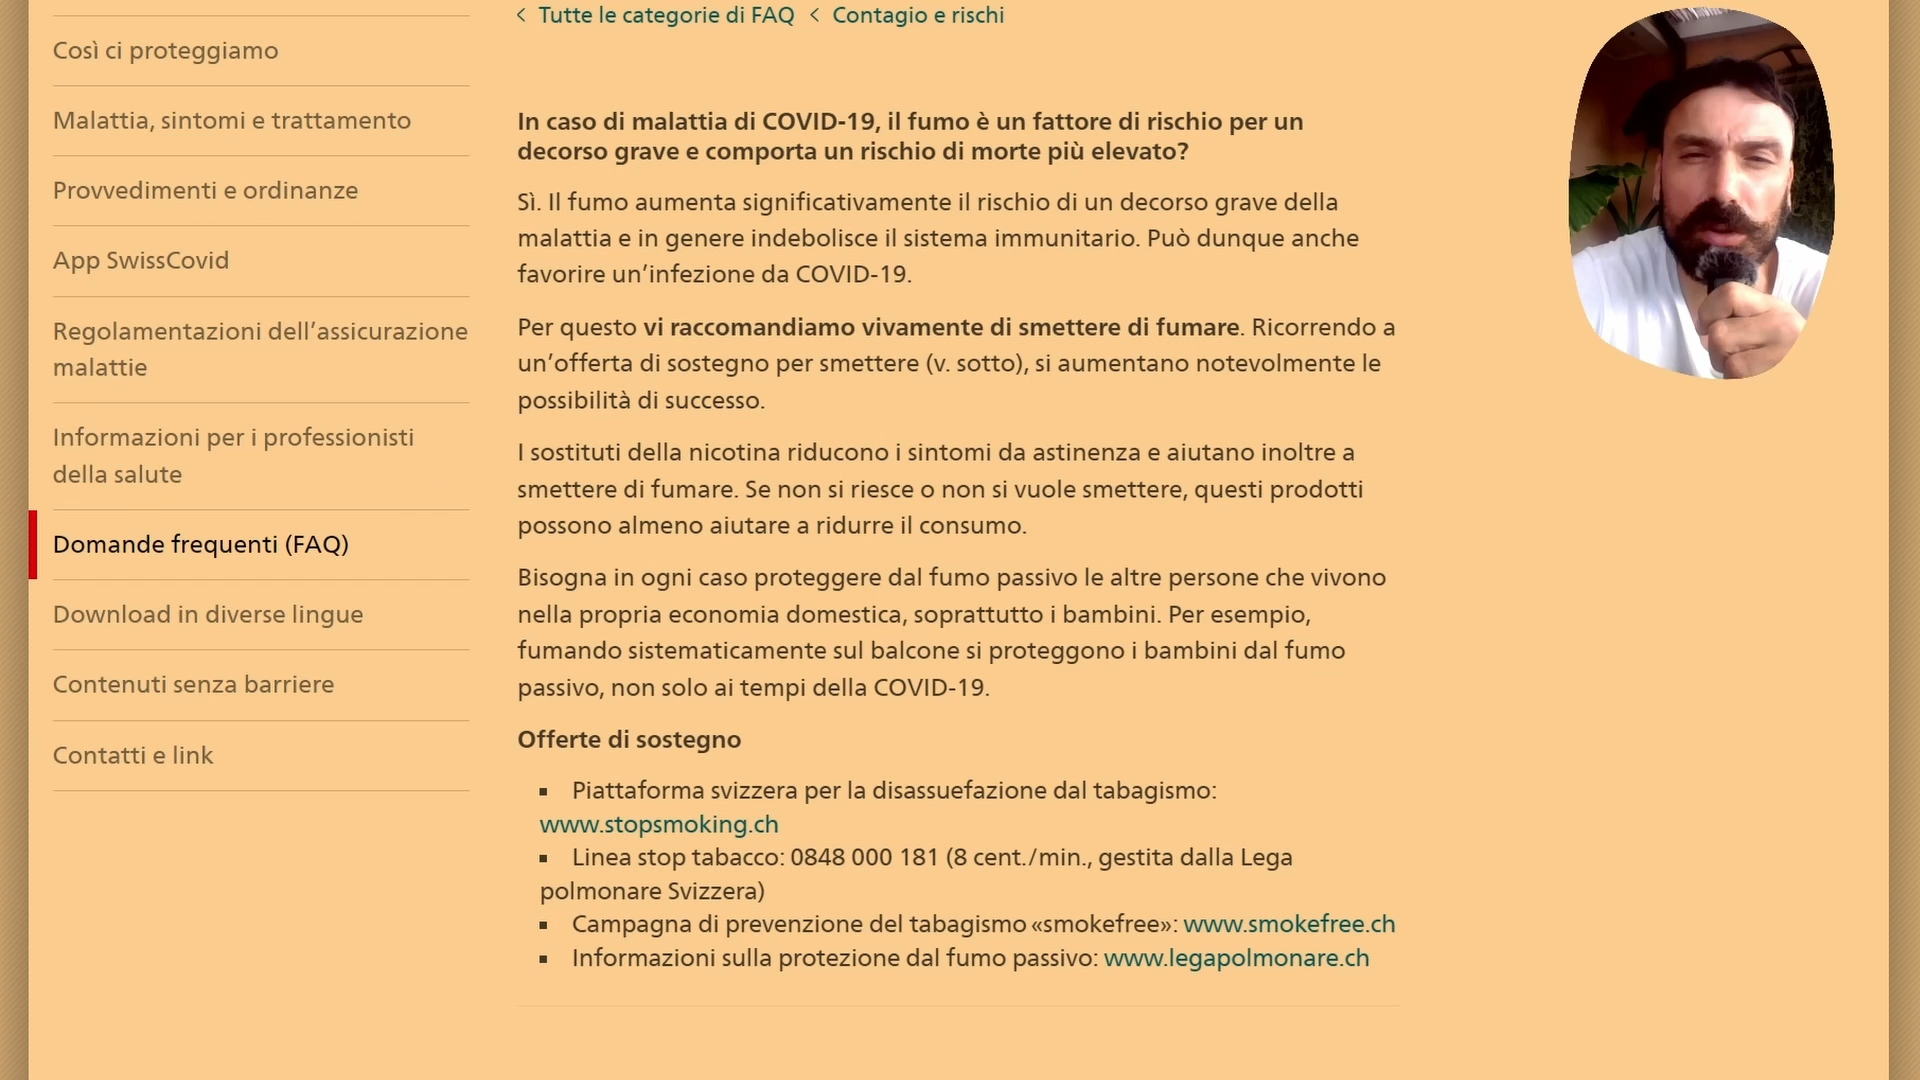 Tutte le categorie di FAQ
Contagio e rischi
Così ci proteggiamo
Malattia, sintomi e trattamento
Provvedimenti e ordinanze
App SwissCovid
Regolamentazioni dell’assicurazione
malattie
Informazioni per i professionisti
della salute
Domande frequenti (FAQ)
Download in diverse lingue
Contenuti senza barriere
Contatti e link
In caso di malattia di COVID-19, il fumo è un fattore di rischio per un
decorso grave e comporta un rischio di morte più elevato?
Sì. Il fumo aumenta significativamente il rischio di un decorso grave della
malattia e in genere indebolisce il sistema immunitario. Può dunque anche
favorire un’infezione da COVID-19.
Per questo vi raccomandiamo vivamente di smettere di fumare. Ricorrendo a
un’offerta di sostegno per smettere (v. sotto), si aumentano notevolmente le
possibilità di successo.
I sostituti della nicotina riducono i sintomi da astinenza e aiutano inoltre a
smettere di fumare. Se non si riesce o non si vuole smettere, questi prodotti
possono almeno aiutare a ridurre il consumo.
Bisogna in ogni caso proteggere dal fumo passivo le altre persone che vivono
nella propria economia domestica, soprattutto i bambini. Per esempio,
fumando sistematicamente sul balcone si proteggono i bambini dal fumo
passivo, non solo ai tempi della COVID-19.
Offerte di sostegno
Piattaforma svizzera per la disassuefazione dal tabagismo:
www.stopsmoking.ch
Linea stop tabacco: 0848 000 181 (8 cent./min., gestita dalla Lega
polmonare Svizzera)
Campagna di prevenzione del tabagismo «smokefree»: www.smokefree.ch
Informazioni sulla protezione dal fumo passivo: www.legapolmonare.ch